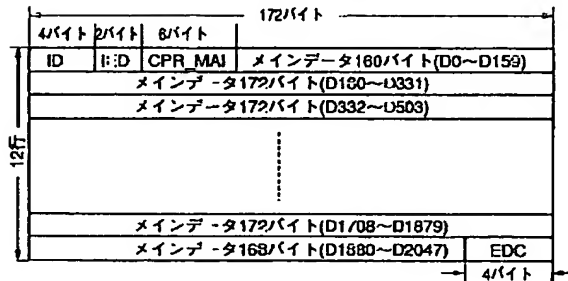 172バイト
4バイト 2バイト 6バイト
ID IED CPR_MAI メインデータ160バイト(D0～D159)
メインデータ172バイト(D160～D331)
メインデータ172バイト(D332～D503)
12行
メインデータ172バイト(D1708～D1879)
メインデータ168バイト(D1880～D2047) EDC
4バイト